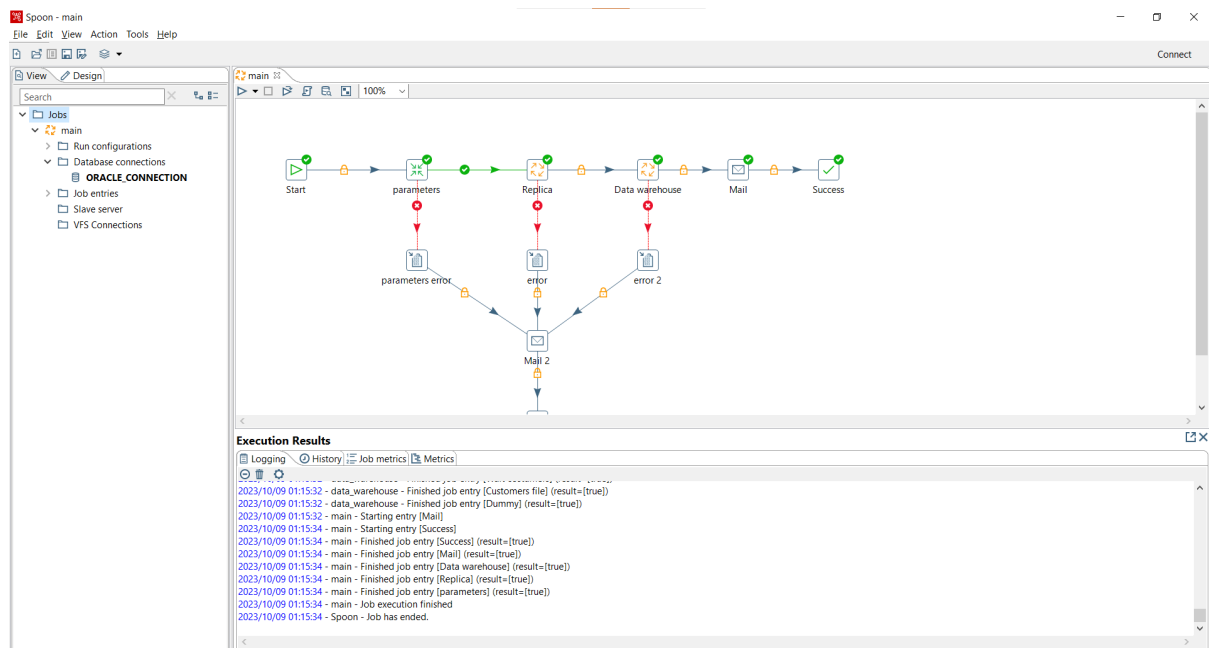 Spoon - main
File Edit View Action Tools Help
Connect
View Design
main
Search
100%
Jobs
main
Run configurations
Database connections
ORACLE_CONNECTION
Job entries
Slave server
VFS Connections
Start parameters Replica Data warehouse Mail Success
parameters error error error 2
Mail 2
Execution Results
Logging History Job metrics Metrics
2023/10/09 01:15:32 - data_warehouse - Finished job entry [Customers file] (result=[true])
2023/10/09 01:15:32 - data_warehouse - Finished job entry [Dummy] (result=[true])
2023/10/09 01:15:32 - main - Starting entry [Mail]
2023/10/09 01:15:34 - main - Starting entry [Success]
2023/10/09 01:15:34 - main - Finished job entry [Success] (result=[true])
2023/10/09 01:15:34 - main - Finished job entry [Mail] (result=[true])
2023/10/09 01:15:34 - main - Finished job entry [Data warehouse] (result=[true])
2023/10/09 01:15:34 - main - Finished job entry [Replica] (result=[true])
2023/10/09 01:15:34 - main - Finished job entry [parameters] (result=[true])
2023/10/09 01:15:34 - main - Job execution finished
2023/10/09 01:15:34 - Spoon - Job has ended.